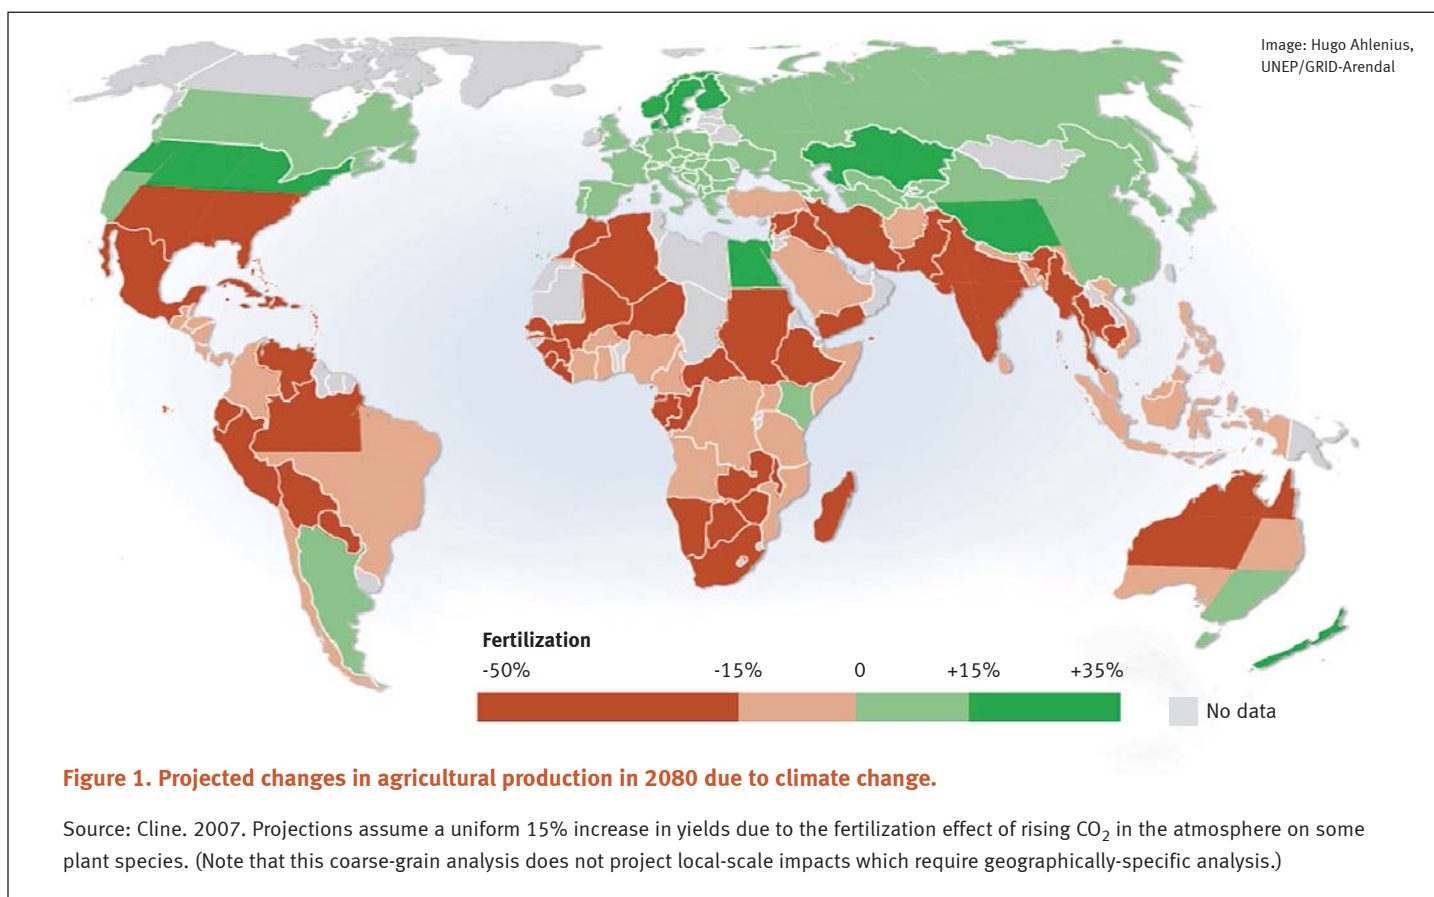 Image: Hugo Ahlenius,
UNEP/GRID-Arendal
Fertilization
-50% -15% 0 +15% +35%
No data
Figure 1. Projected changes in agricultural production in 2080 due to climate change.
Source: Cline. 2007. Projections assume a uniform 15% increase in yields due to the fertilization effect of rising CO₂ in the atmosphere on some
plant species. (Note that this coarse-grain analysis does not project local-scale impacts which require geographically-specific analysis.)